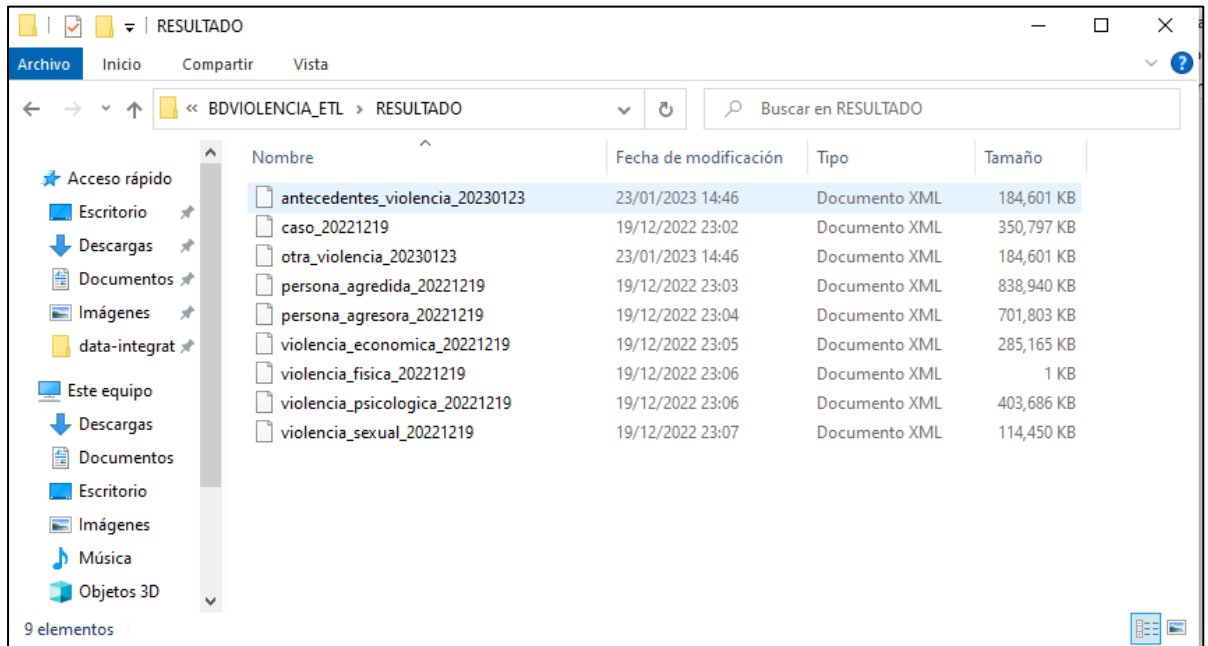 RESULTADO
Archivo Inicio Compartir Vista
« BDVIOLENCIA_ETL > RESULTADO Buscar en RESULTADO
Nombre Fecha de modificación Tipo Tamaño
Acceso rápido
Escritorio
Descargas
Documentos
Imágenes
data-integrat
Este equipo
Descargas
Documentos
Escritorio
Imágenes
Música
Objetos 3D
antecedentes_violencia_20230123 23/01/2023 14:46 Documento XML 184,601 KB
caso_20221219 19/12/2022 23:02 Documento XML 350,797 KB
otra_violencia_20230123 23/01/2023 14:46 Documento XML 184,601 KB
persona_agredida_20221219 19/12/2022 23:03 Documento XML 838,940 KB
persona_agresora_20221219 19/12/2022 23:04 Documento XML 701,803 KB
violencia_economica_20221219 19/12/2022 23:05 Documento XML 285,165 KB
violencia_fisica_20221219 19/12/2022 23:06 Documento XML 1 KB
violencia_psicologica_20221219 19/12/2022 23:06 Documento XML 403,686 KB
violencia_sexual_20221219 19/12/2022 23:07 Documento XML 114,450 KB
9 elementos